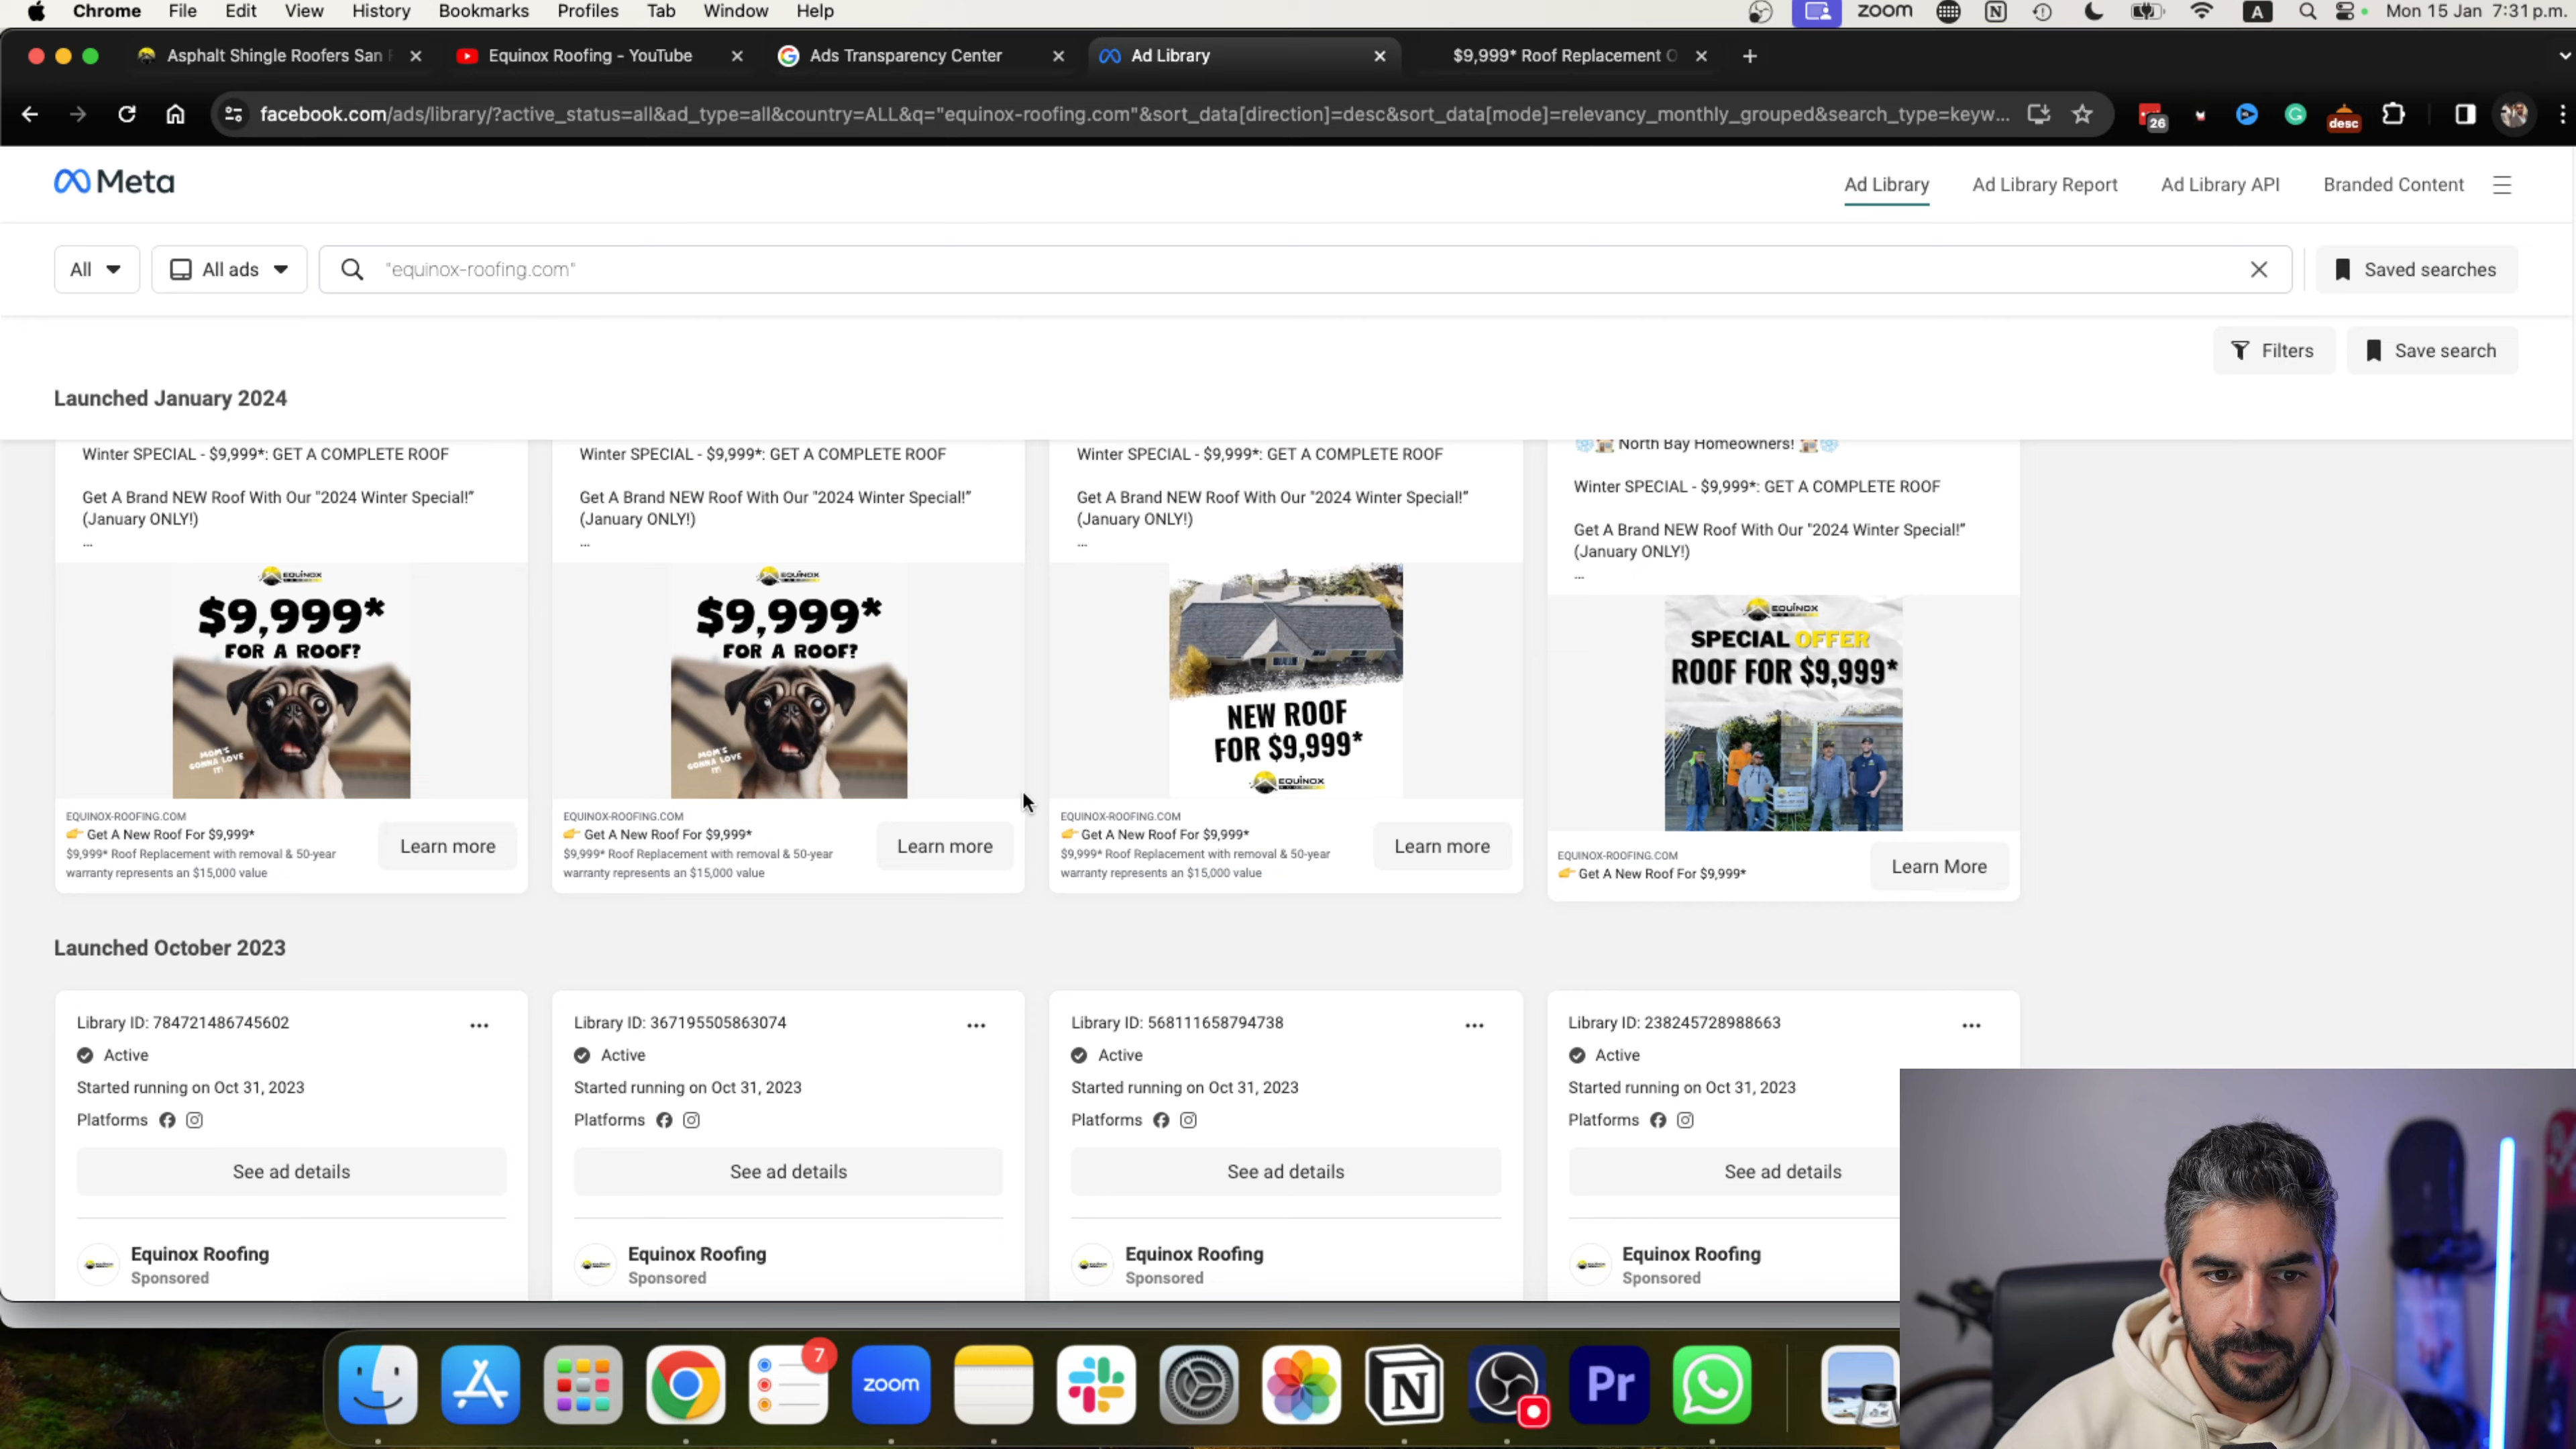 Chrome File Edit View History Bookmarks Profiles Tab Window Help
zoom A Mon 15 Jan 7:31 p.m.
Asphalt Shingle Roofers San F
Equinox Roofing - YouTube
Ads Transparency Center
Ad Library
$9,999* Roof Replacement O
facebook.com/ads/library/?active_status=all&ad_type=all&country=ALL&q="equinox-roofing.com"&sort_data[direction]=desc&sort_data[mode]=relevancy_monthly_grouped&search_type=keyw...
26
desc
Meta
Ad Library
Ad Library Report
Ad Library API
Branded Content
All
All ads
"equinox-roofing.com"
Saved searches
Filters
Save search
Launched January 2024
Winter SPECIAL - $9,999*: GET A COMPLETE ROOF
Get A Brand NEW Roof With Our "2024 Winter Special!"
(January ONLY!)
...
EQUINOX
$9,999*
FOR A ROOF?
MOM'S
GONNA LOVE
IT!
EQUINOX-ROOFING.COM
👉 Get A New Roof For $9,999*
$9,999* Roof Replacement with removal & 50-year
warranty represents an $15,000 value
Learn more
Winter SPECIAL - $9,999*: GET A COMPLETE ROOF
Get A Brand NEW Roof With Our "2024 Winter Special!"
(January ONLY!)
...
EQUINOX
$9,999*
FOR A ROOF?
MOM'S
GONNA LOVE
IT!
EQUINOX-ROOFING.COM
👉 Get A New Roof For $9,999*
$9,999* Roof Replacement with removal & 50-year
warranty represents an $15,000 value
Learn more
Winter SPECIAL - $9,999*: GET A COMPLETE ROOF
Get A Brand NEW Roof With Our "2024 Winter Special!"
(January ONLY!)
...
NEW ROOF
FOR $9,999*
EQUINOX
EQUINOX-ROOFING.COM
👉 Get A New Roof For $9,999*
$9,999* Roof Replacement with removal & 50-year
warranty represents an $15,000 value
Learn more
❄️🏠 North Bay Homeowners! 🏠❄️
Winter SPECIAL - $9,999*: GET A COMPLETE ROOF
Get A Brand NEW Roof With Our "2024 Winter Special!"
(January ONLY!)
...
EQUINOX
SPECIAL OFFER
ROOF FOR $9,999*
EQUINOX-ROOFING.COM
👉 Get A New Roof For $9,999*
Learn More
Launched October 2023
Library ID: 784721486745602
Active
Started running on Oct 31, 2023
Platforms
See ad details
Equinox Roofing
Sponsored
Library ID: 367195505863074
Active
Started running on Oct 31, 2023
Platforms
See ad details
Equinox Roofing
Sponsored
Library ID: 568111658794738
Active
Started running on Oct 31, 2023
Platforms
See ad details
Equinox Roofing
Sponsored
Library ID: 238245728988663
Active
Started running on Oct 31, 2023
Platforms
See ad details
Equinox Roofing
Sponsored
7
zoom
N
Pr